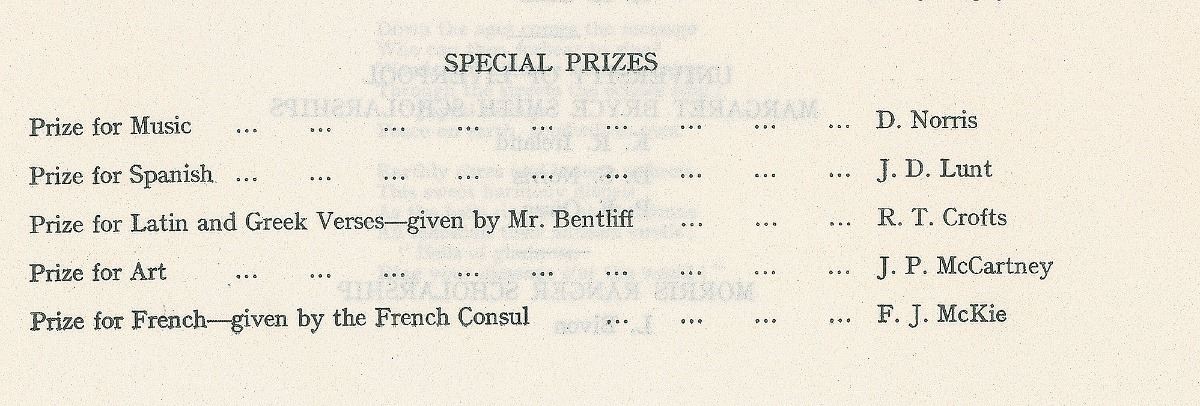 SPECIAL PRIZES
Prize for Music ... ... ... ... ... ... ... ... ... D. Norris
Prize for Spanish ... ... ... ... ... ... ... ... ... J. D. Lunt
Prize for Latin and Greek Verses—given by Mr. Bentliff ... ... ... R. T. Crofts
Prize for Art ... ... ... ... ... ... ... ... ... J. P. McCartney
Prize for French—given by the French Consul ... ... ... ... F. J. McKie